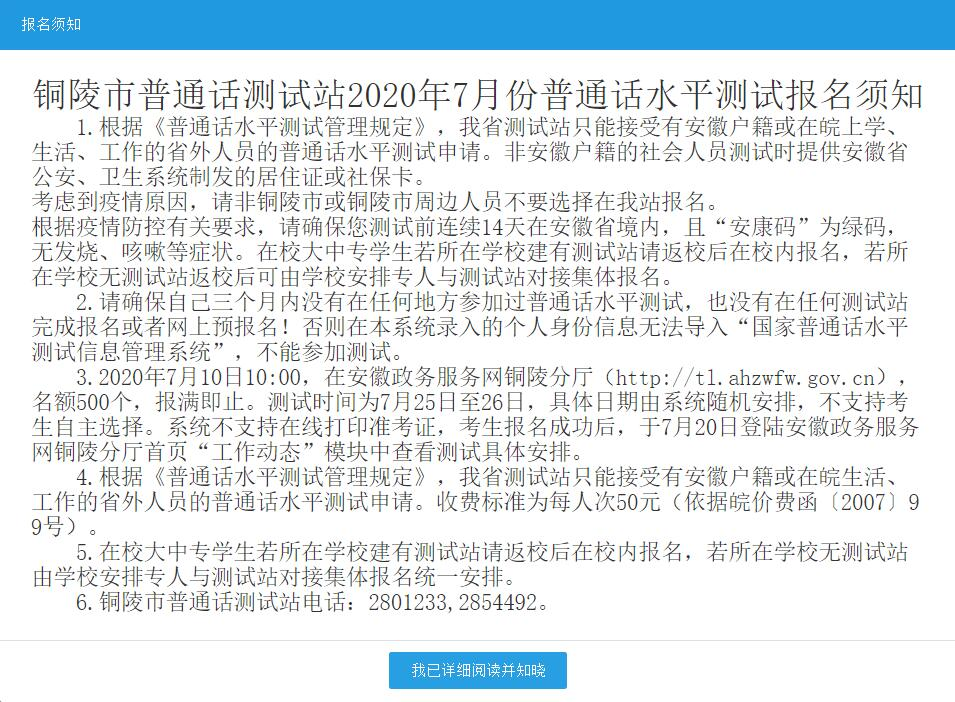 报名须知
铜陵市普通话测试站2020年7月份普通话水平测试报名须知
1.根据《普通话水平测试管理规定》，我省测试站只能接受有安徽户籍或在皖上学、
生活、工作的省外人员的普通话水平测试申请。非安徽户籍的社会人员测试时提供安徽省
公安、卫生系统制发的居住证或社保卡。
考虑到疫情原因，请非铜陵市或铜陵市周边人员不要选择在我站报名。
根据疫情防控有关要求，请确保您测试前连续14天在安徽省境内，且“安康码”为绿码，
无发烧、咳嗽等症状。在校大中专学生若所在学校建有测试站请返校后在校内报名，若所
在学校无测试站返校后可由学校安排专人与测试站对接集体报名。
2.请确保自己三个月内没有在任何地方参加过普通话水平测试，也没有在任何测试站
完成报名或者网上预报名！否则在本系统录入的个人身份信息无法导入“国家普通话水平
测试信息管理系统”，不能参加测试。
3.2020年7月10日10:00，在安徽政务服务网铜陵分厅（http://tl.ahzwfw.gov.cn），
名额500个，报满即止。测试时间为7月25日至26日，具体日期由系统随机安排，不支持考
生自主选择。系统不支持在线打印准考证，考生报名成功后，于7月20日登陆安徽政务服务
网铜陵分厅首页“工作动态”模块中查看测试具体安排。
4.根据《普通话水平测试管理规定》，我省测试站只能接受有安徽户籍或在皖生活、
工作的省外人员的普通话水平测试申请。收费标准为每人次50元（依据皖价费函〔2007〕9
9号）。
5.在校大中专学生若所在学校建有测试站请返校后在校内报名，若所在学校无测试站
由学校安排专人与测试站对接集体报名统一安排。
6.铜陵市普通话测试站电话：2801233,2854492。
我已详细阅读并知晓